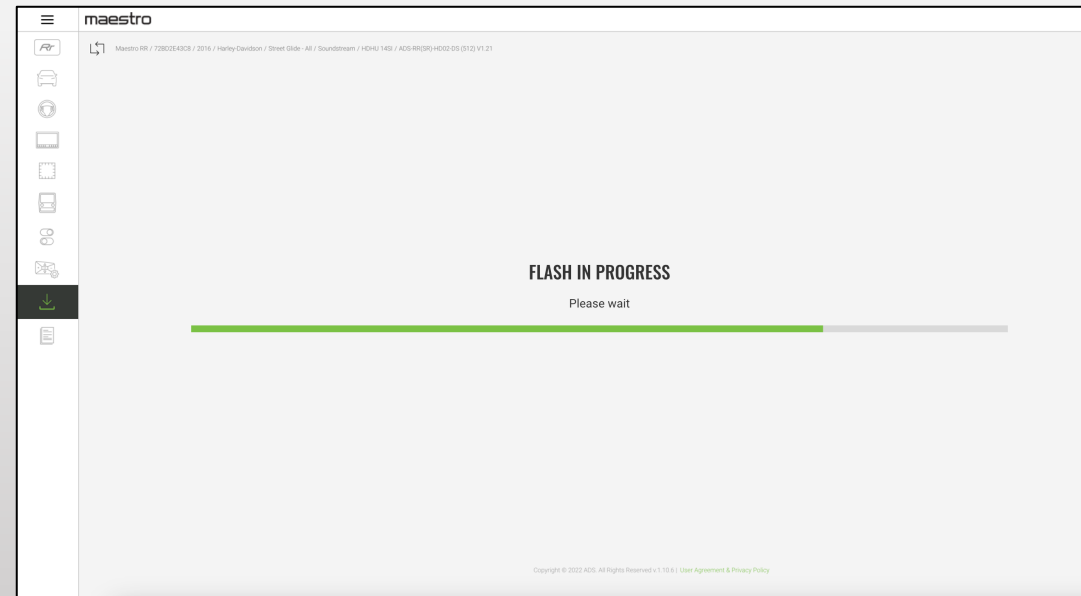 maestro
Rr
Maestro RR / 72BD2E43C8 / 2016 / Harley-Davidson / Street Glide - All / Soundstream / HDHU 14SI / ADS-RR(SR)-HD02-DS (512) V1.21
FLASH IN PROGRESS
Please wait
Copyright © 2022 ADS. All Rights Reserved v.1.10.6 | User Agreement & Privacy Policy